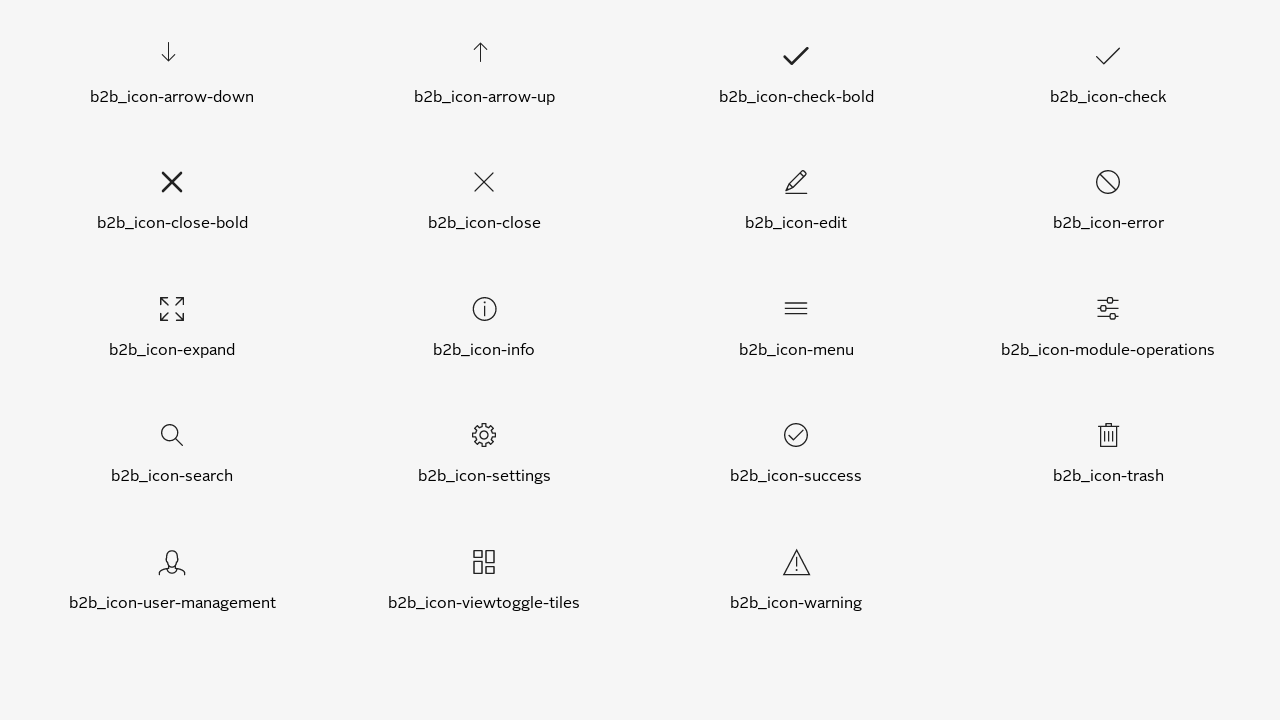 b2b_icon-arrow-down
b2b_icon-arrow-up
b2b_icon-check-bold
b2b_icon-check
b2b_icon-close-bold
b2b_icon-close
b2b_icon-edit
b2b_icon-error
b2b_icon-expand
b2b_icon-info
b2b_icon-menu
b2b_icon-module-operations
b2b_icon-search
b2b_icon-settings
b2b_icon-success
b2b_icon-trash
b2b_icon-user-management
b2b_icon-viewtoggle-tiles
b2b_icon-warning